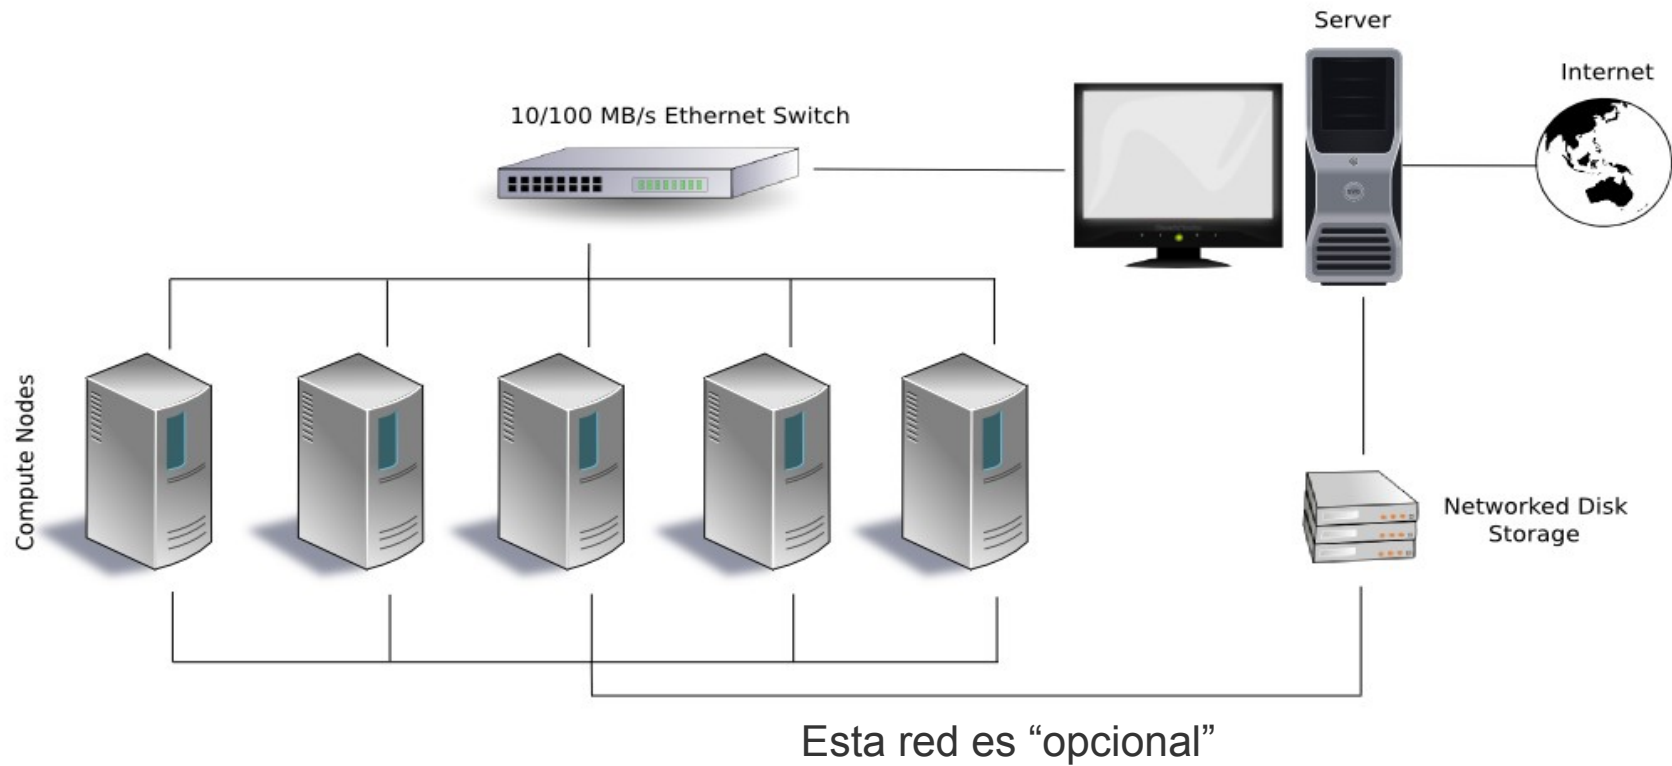 Server
Internet
10/100 MB/s Ethernet Switch
Compute Nodes
Networked Disk
Storage
Esta red es “opcional”